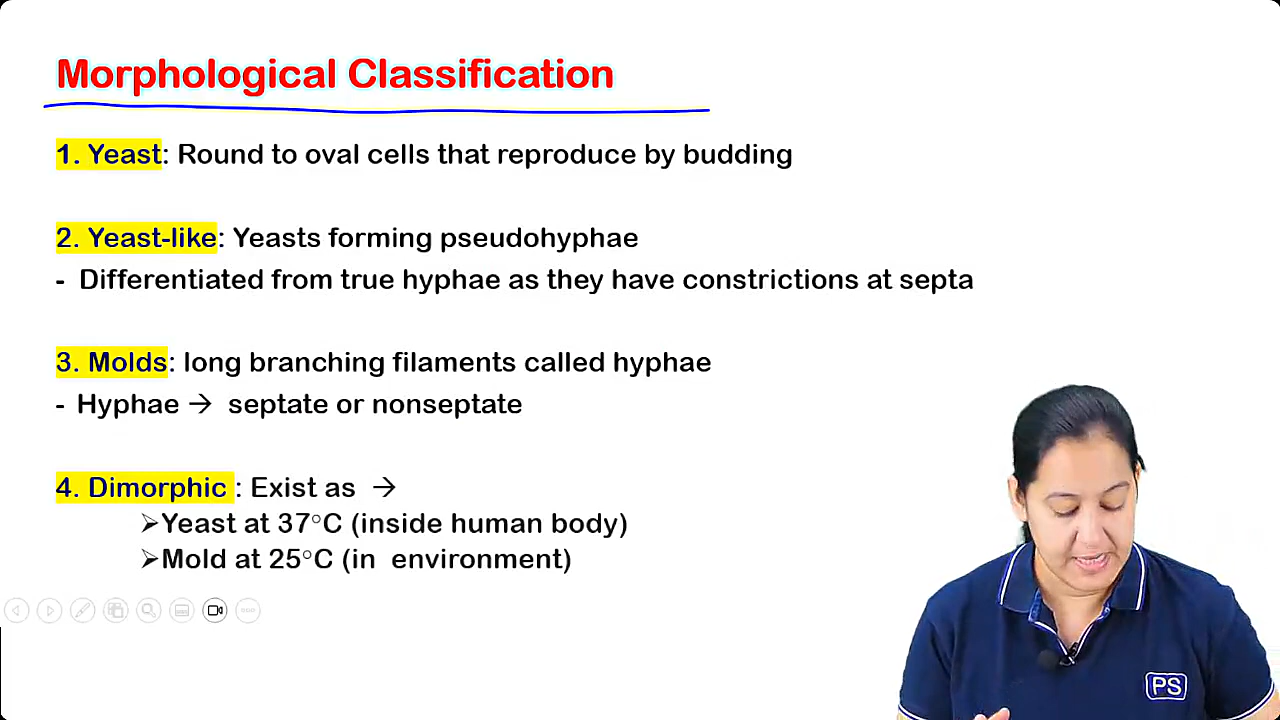 Morphological Classification
1. Yeast: Round to oval cells that reproduce by budding
2. Yeast-like: Yeasts forming pseudohyphae
- Differentiated from true hyphae as they have constrictions at septa
3. Molds: long branching filaments called hyphae
- Hyphae → septate or nonseptate
4. Dimorphic : Exist as →
➢Yeast at 37°C (inside human body)
➢Mold at 25°C (in environment)
PS